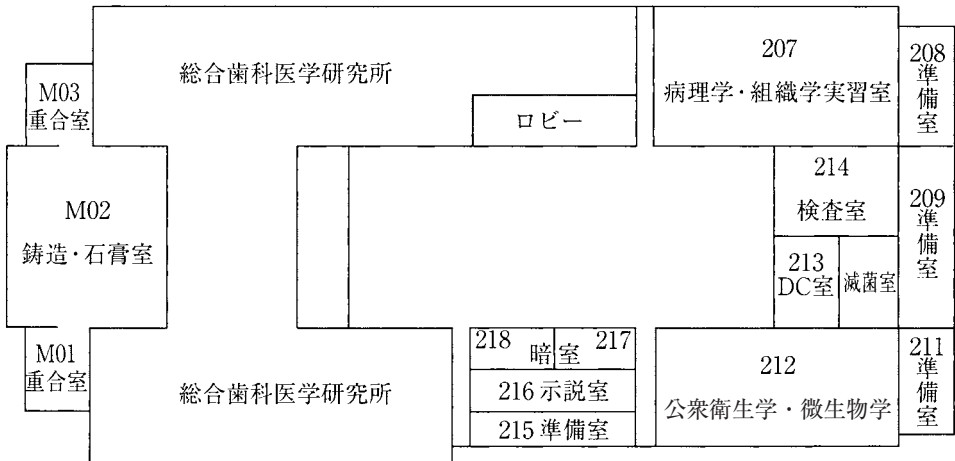 総合歯科医学研究所
ロビー
207
病理学・組織学実習室
208
準備室
M03
重合室
M02
鋳造・石膏室
214
検査室
209
準備室
213
DC室
滅菌室
M01
重合室
総合歯科医学研究所
218
暗室
217
216 示説室
215 準備室
212
公衆衛生学・微生物学
211
準備室